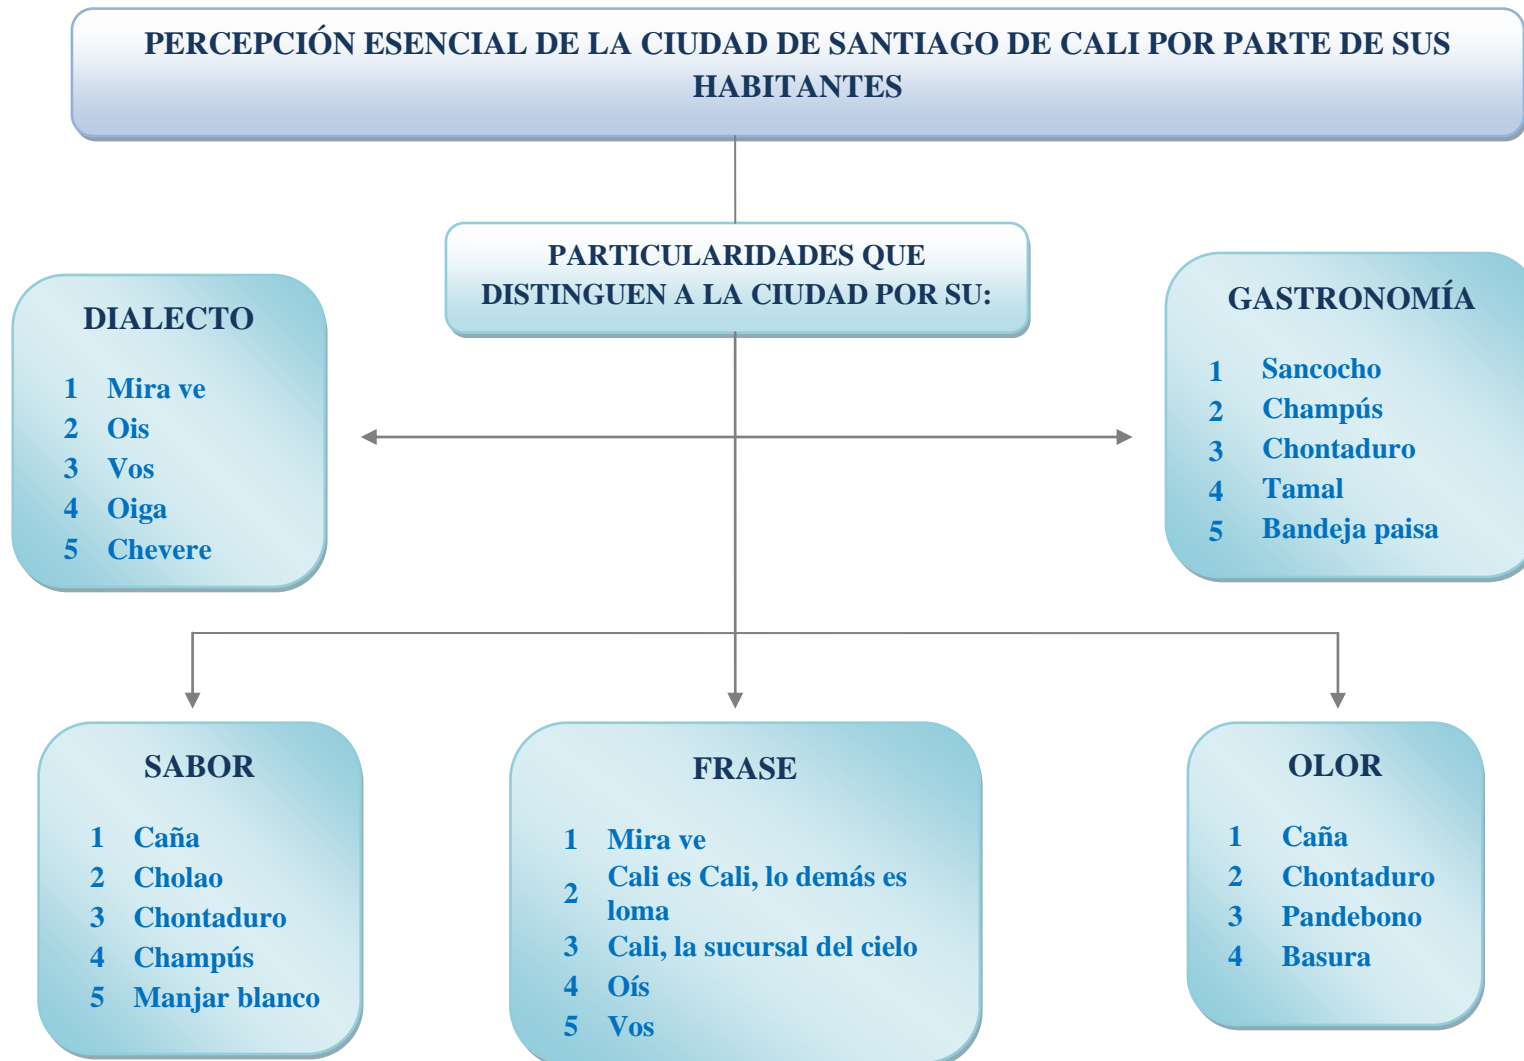 PERCEPCIÓN ESENCIAL DE LA CIUDAD DE SANTIAGO DE CALI POR PARTE DE SUS
HABITANTES
PARTICULARIDADES QUE
DISTINGUEN A LA CIUDAD POR SU:
DIALECTO
1 Mira ve
2 Ois
3 Vos
4 Oiga
5 Chevere
GASTRONOMÍA
1 Sancocho
2 Champús
3 Chontaduro
4 Tamal
5 Bandeja paisa
SABOR
1 Caña
2 Cholao
3 Chontaduro
4 Champús
5 Manjar blanco
FRASE
1 Mira ve
2 Cali es Cali, lo demás es
loma
3 Cali, la sucursal del cielo
4 Oís
5 Vos
OLOR
1 Caña
2 Chontaduro
3 Pandebono
4 Basura